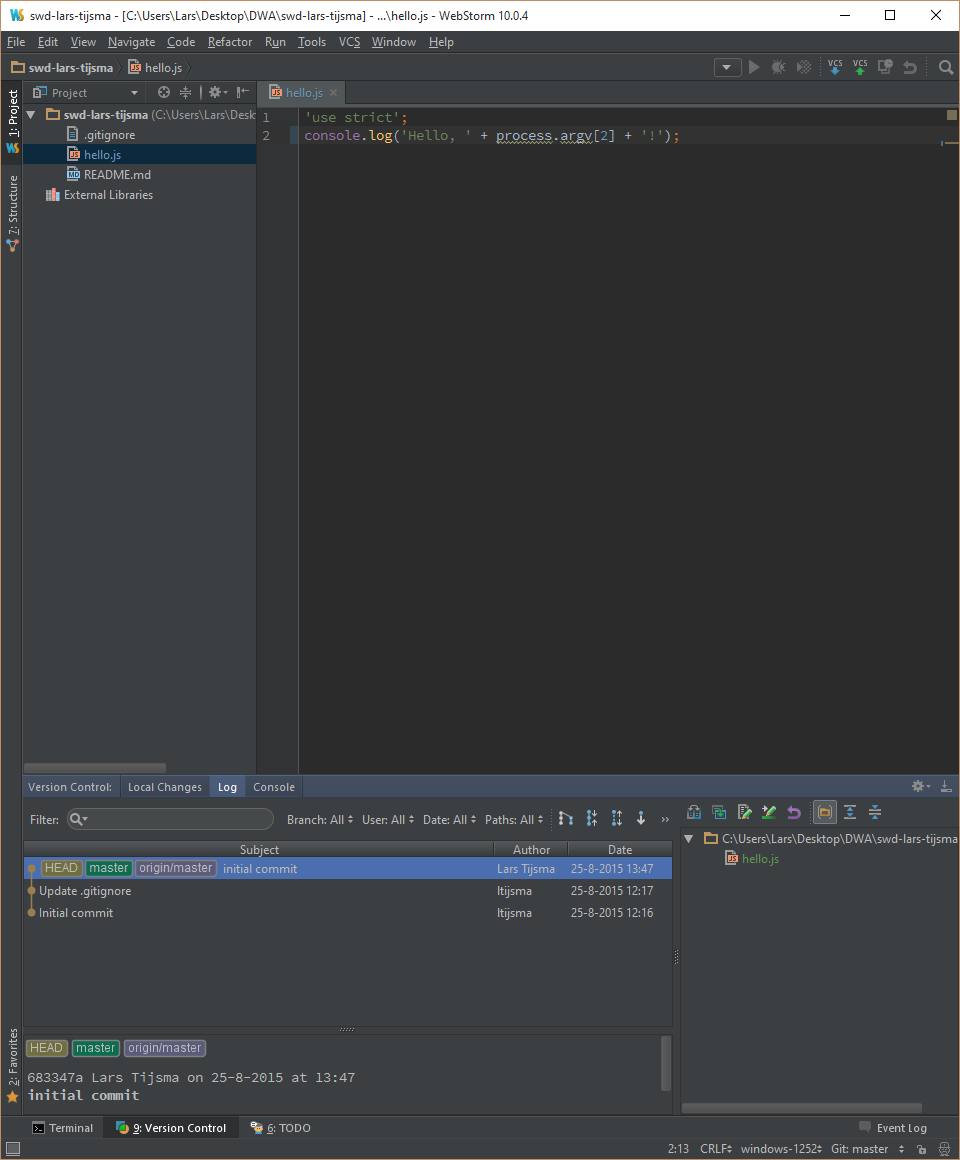 WS swd-lars-tijsma - [C:\Users\Lars\Desktop\DWA\swd-lars-tijsma] - ...\hello.js - WebStorm 10.0.4
File Edit View Navigate Code Refactor Run Tools VCS Window Help
swd-lars-tijsma hello.js VCS VCS
1: Project
Project
hello.js
swd-lars-tijsma (C:\Users\Lars\Desk
.gitignore
hello.js
README.md
External Libraries
7: Structure
1 'use strict';
2 console.log('Hello, ' + process.argv[2] + '!');
Version Control: Local Changes Log Console
Filter: Branch: All User: All Date: All Paths: All »
Subject Author Date
HEAD master origin/master initial commit Lars Tijsma 25-8-2015 13:47
Update .gitignore ltijsma 25-8-2015 12:17
Initial commit ltijsma 25-8-2015 12:16
C:\Users\Lars\Desktop\DWA\swd-lars-tijsma
hello.js
2: Favorites
HEAD master origin/master
683347a Lars Tijsma on 25-8-2015 at 13:47
initial commit
Terminal 9: Version Control 6: TODO Event Log
2:13 CRLF windows-1252 Git: master